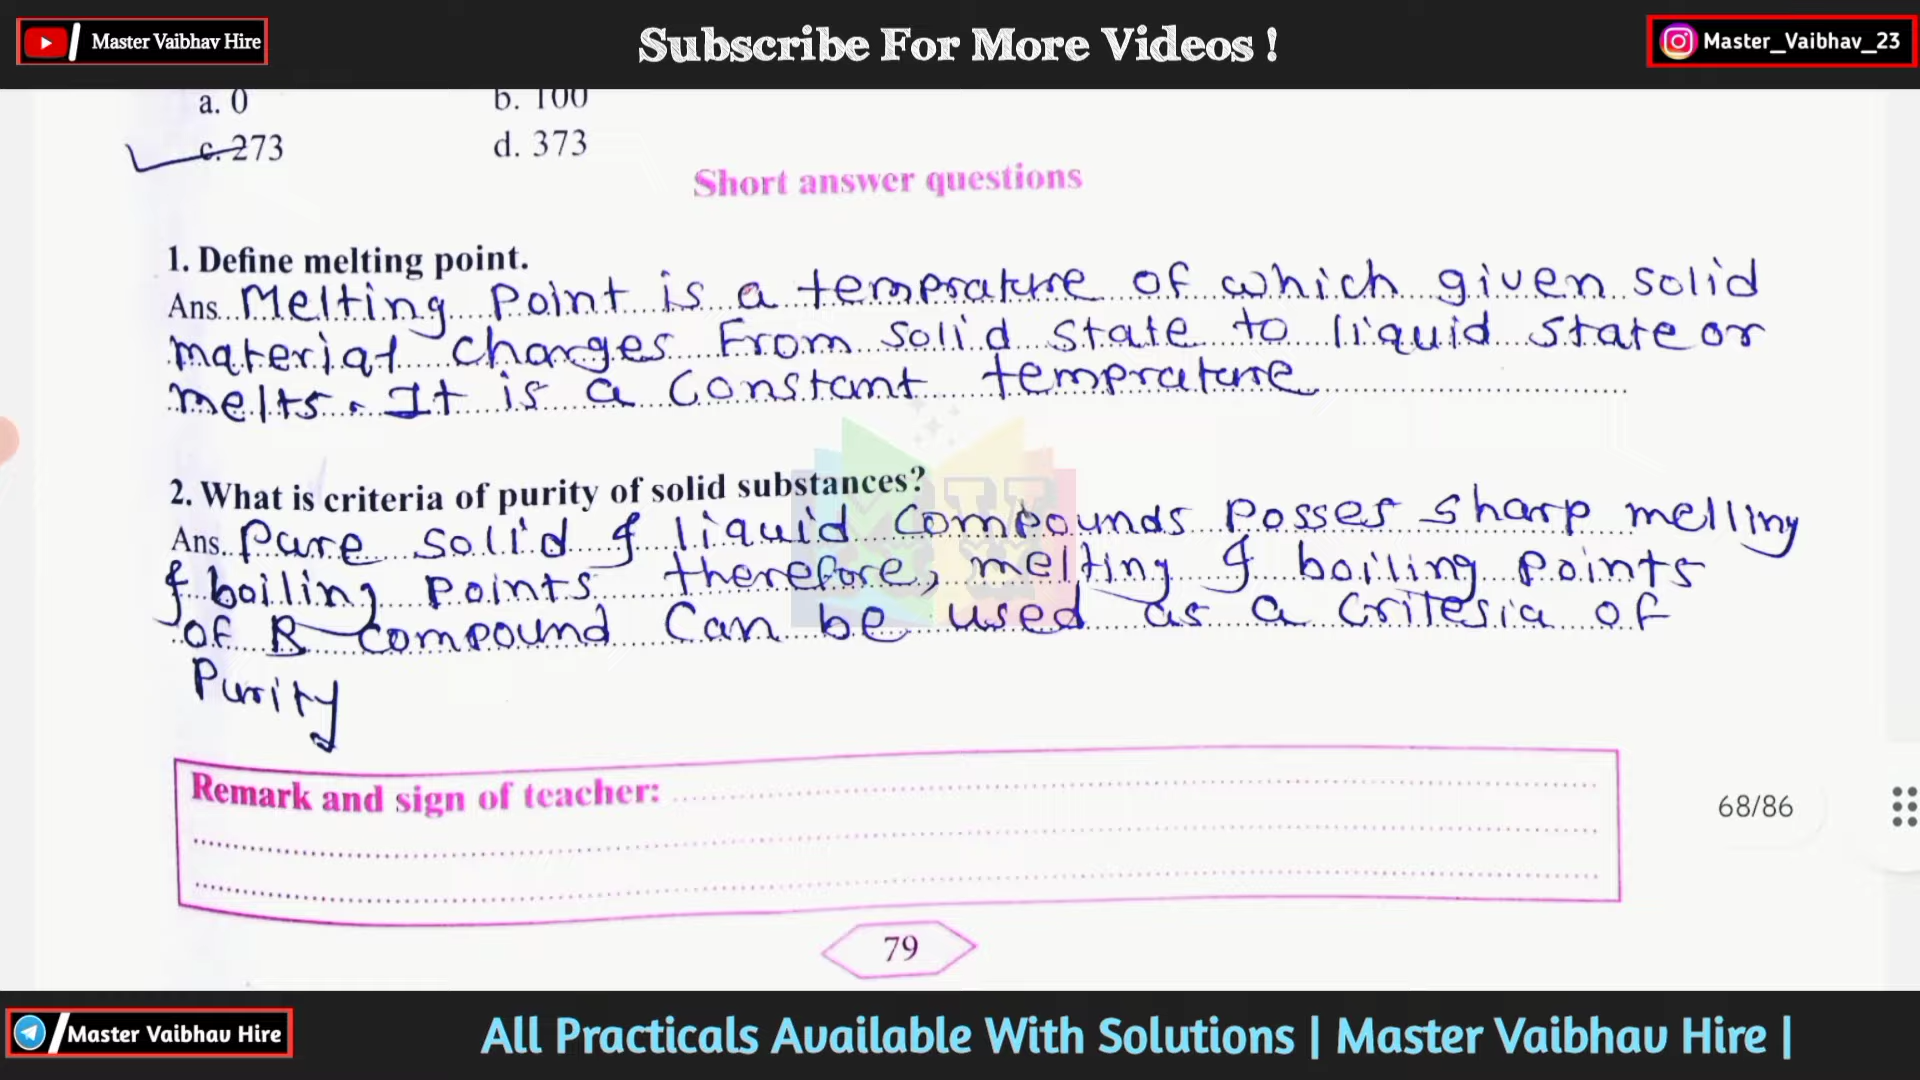 Master Vaibhav Hire
Subscribe For More Videos !
Master_Vaibhav_23
a. 0 b. 100
c. 273 d. 373
Short answer questions
1. Define melting point.
Ans. Melting Point is a temprature of which given solid
material changes From solid state to liquid state or
melts. It is a constant temprature
2. What is criteria of purity of solid substances?
Ans. Pure solid & liquid compounds posses sharp melling
& boiling points therefore, melting & boiling points
of compound can be used as a critesia of
Purity
Remark and sign of teacher:
68/86
79
Master Vaibhav Hire
All Practicals Available With Solutions | Master Vaibhav Hire |